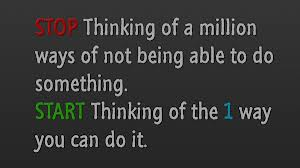 STOP Thinking of a million
ways of not being able to do
something.
START Thinking of the 1 way
you can do it.